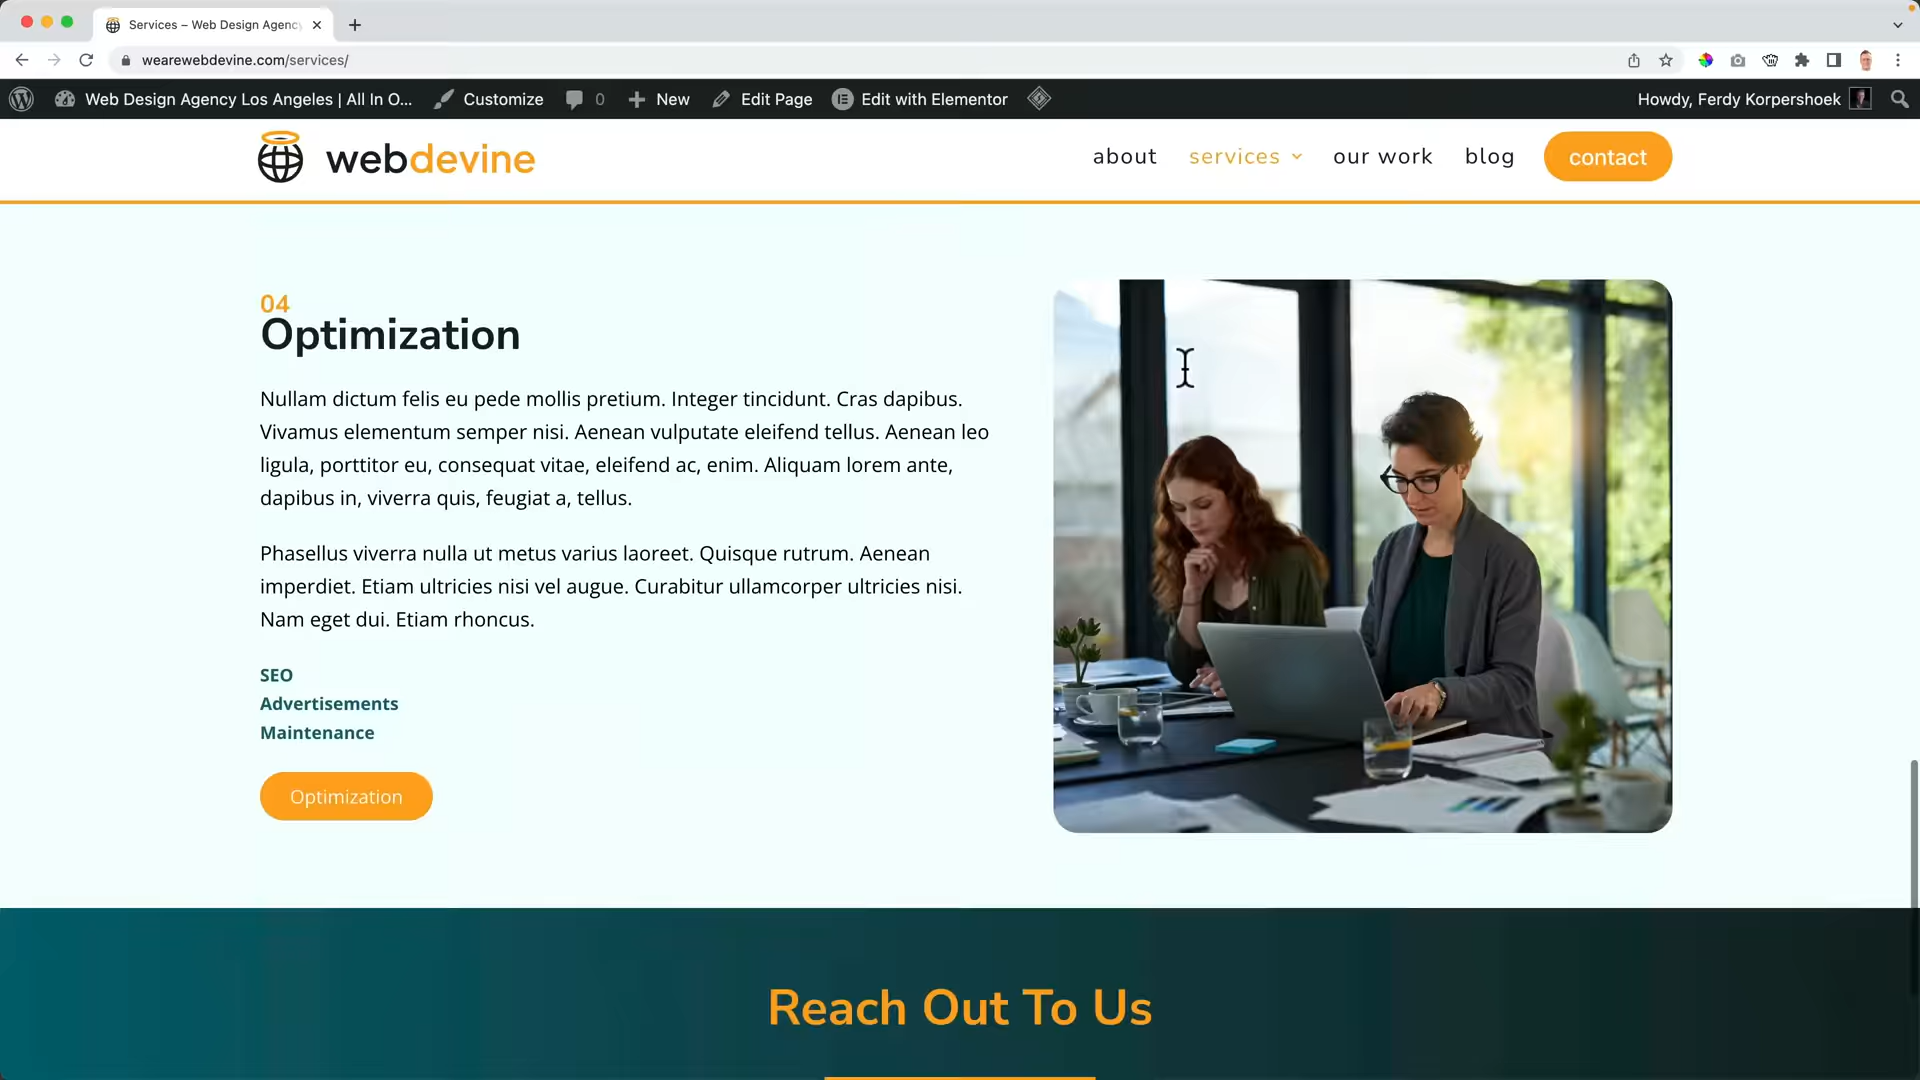 Services – Web Design Agency
wearewebdevine.com/services/
Web Design Agency Los Angeles | All In O...
Customize
0
New
Edit Page
Edit with Elementor
Howdy, Ferdy Korpershoek
webdevine
about
services
our work
blog
contact
04
Optimization
Nullam dictum felis eu pede mollis pretium. Integer tincidunt. Cras dapibus.
Vivamus elementum semper nisi. Aenean vulputate eleifend tellus. Aenean leo
ligula, porttitor eu, consequat vitae, eleifend ac, enim. Aliquam lorem ante,
dapibus in, viverra quis, feugiat a, tellus.
Phasellus viverra nulla ut metus varius laoreet. Quisque rutrum. Aenean
imperdiet. Etiam ultricies nisi vel augue. Curabitur ullamcorper ultricies nisi.
Nam eget dui. Etiam rhoncus.
SEO
Advertisements
Maintenance
Optimization
Reach Out To Us